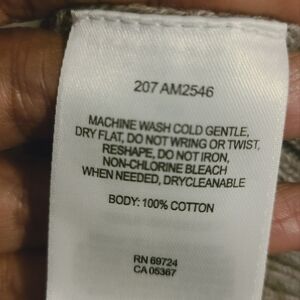 207 AM2546
MACHINE WASH COLD GENTLE,
DRY FLAT, DO NOT WRING OR TWIST,
RESHAPE, DO NOT IRON,
NON-CHLORINE BLEACH
WHEN NEEDED, DRYCLEANABLE
BODY: 100% COTTON
RN 69724
CA 05367